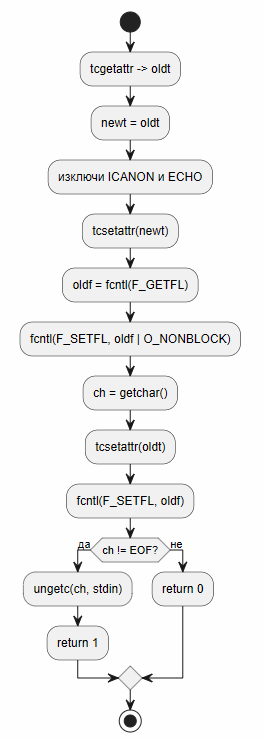 tcgetattr -> oldt
newt = oldt
изключи ICANON и ECHO
tcsetattr(newt)
oldf = fcntl(F_GETFL)
fcntl(F_SETFL, oldf | O_NONBLOCK)
ch = getchar()
tcsetattr(oldt)
fcntl(F_SETFL, oldf)
да
ch != EOF?
не
ungetc(ch, stdin)
return 0
return 1